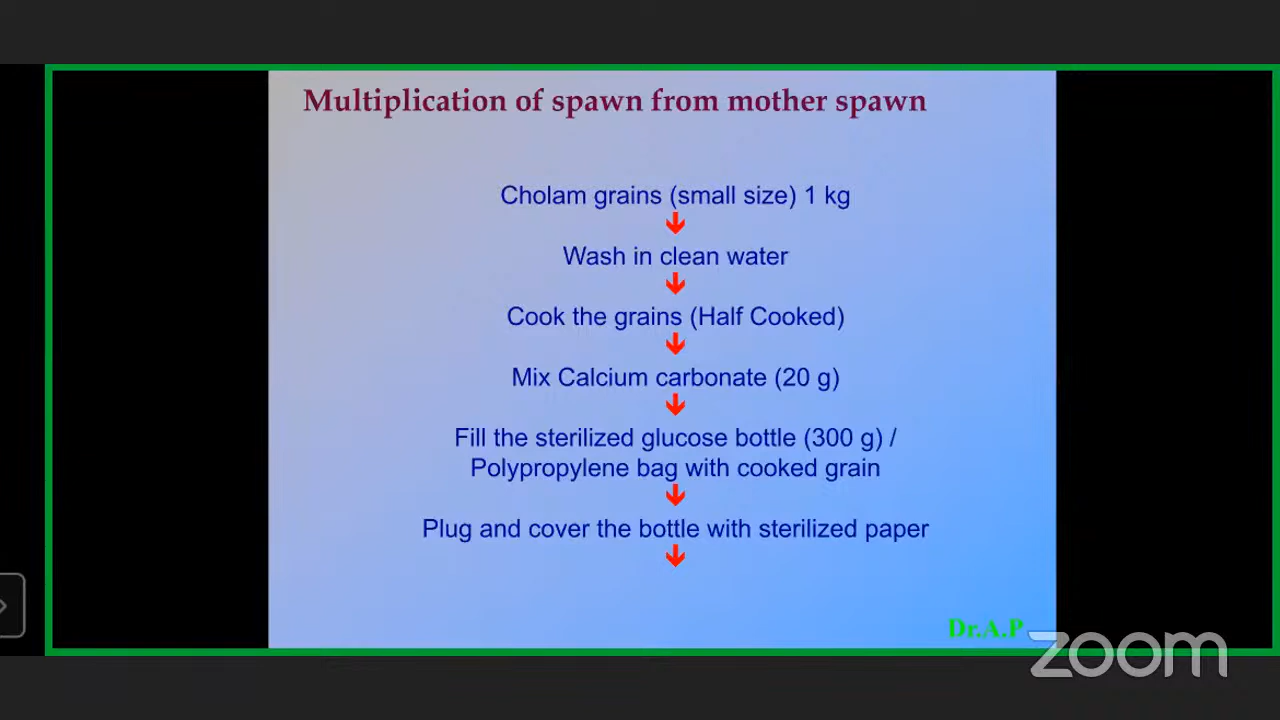 Multiplication of spawn from mother spawn
Cholam grains (small size) 1 kg
Wash in clean water
Cook the grains (Half Cooked)
Mix Calcium carbonate (20 g)
Fill the sterilized glucose bottle (300 g) /
Polypropylene bag with cooked grain
Plug and cover the bottle with sterilized paper
Dr.A.P
zoom